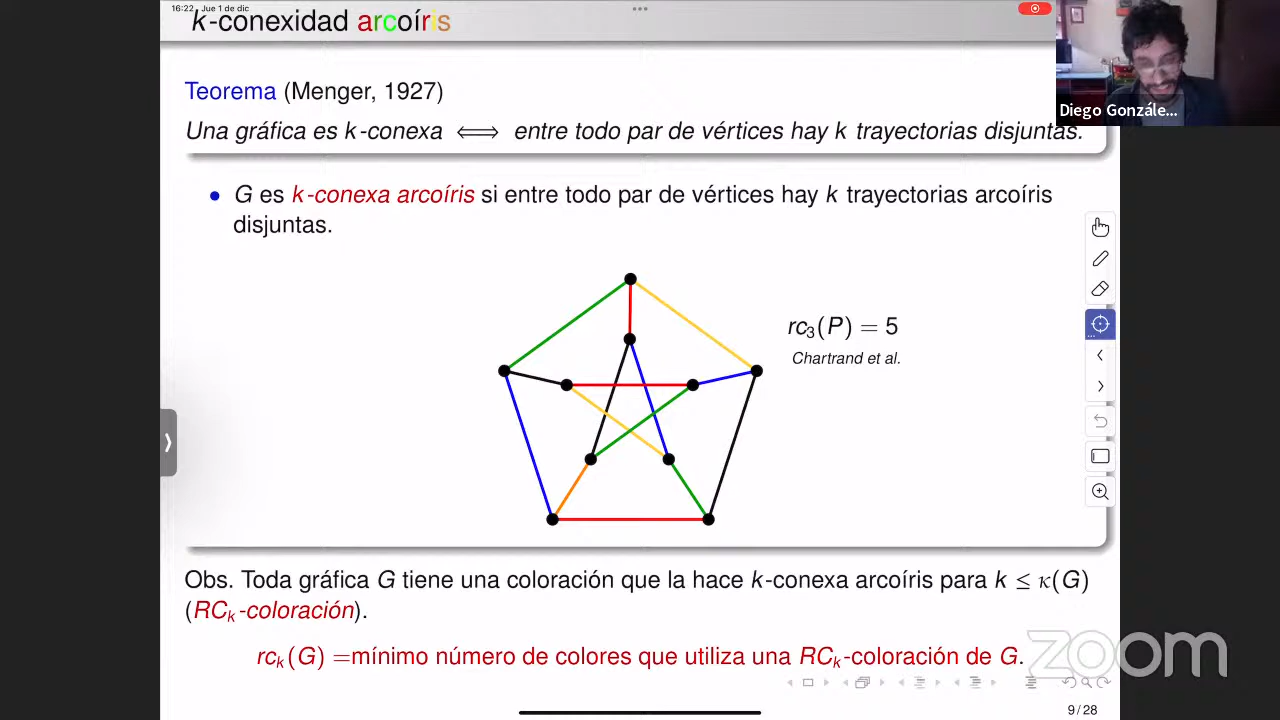 16:22 Jue 1 de dic
k-conexidad arcoíris
Diego Gonzále...
Teorema (Menger, 1927)
Una gráfica es k-conexa ⟺ entre todo par de vértices hay k trayectorias disjuntas.
• G es k-conexa arcoíris si entre todo par de vértices hay k trayectorias arcoíris
disjuntas.
rc₃(P) = 5
Chartrand et al.
Obs. Toda gráfica G tiene una coloración que la hace k-conexa arcoíris para k ≤ κ(G)
(RCₖ-coloración).
rcₖ(G) =mínimo número de colores que utiliza una RCₖ-coloración de G.
zoom
9/28